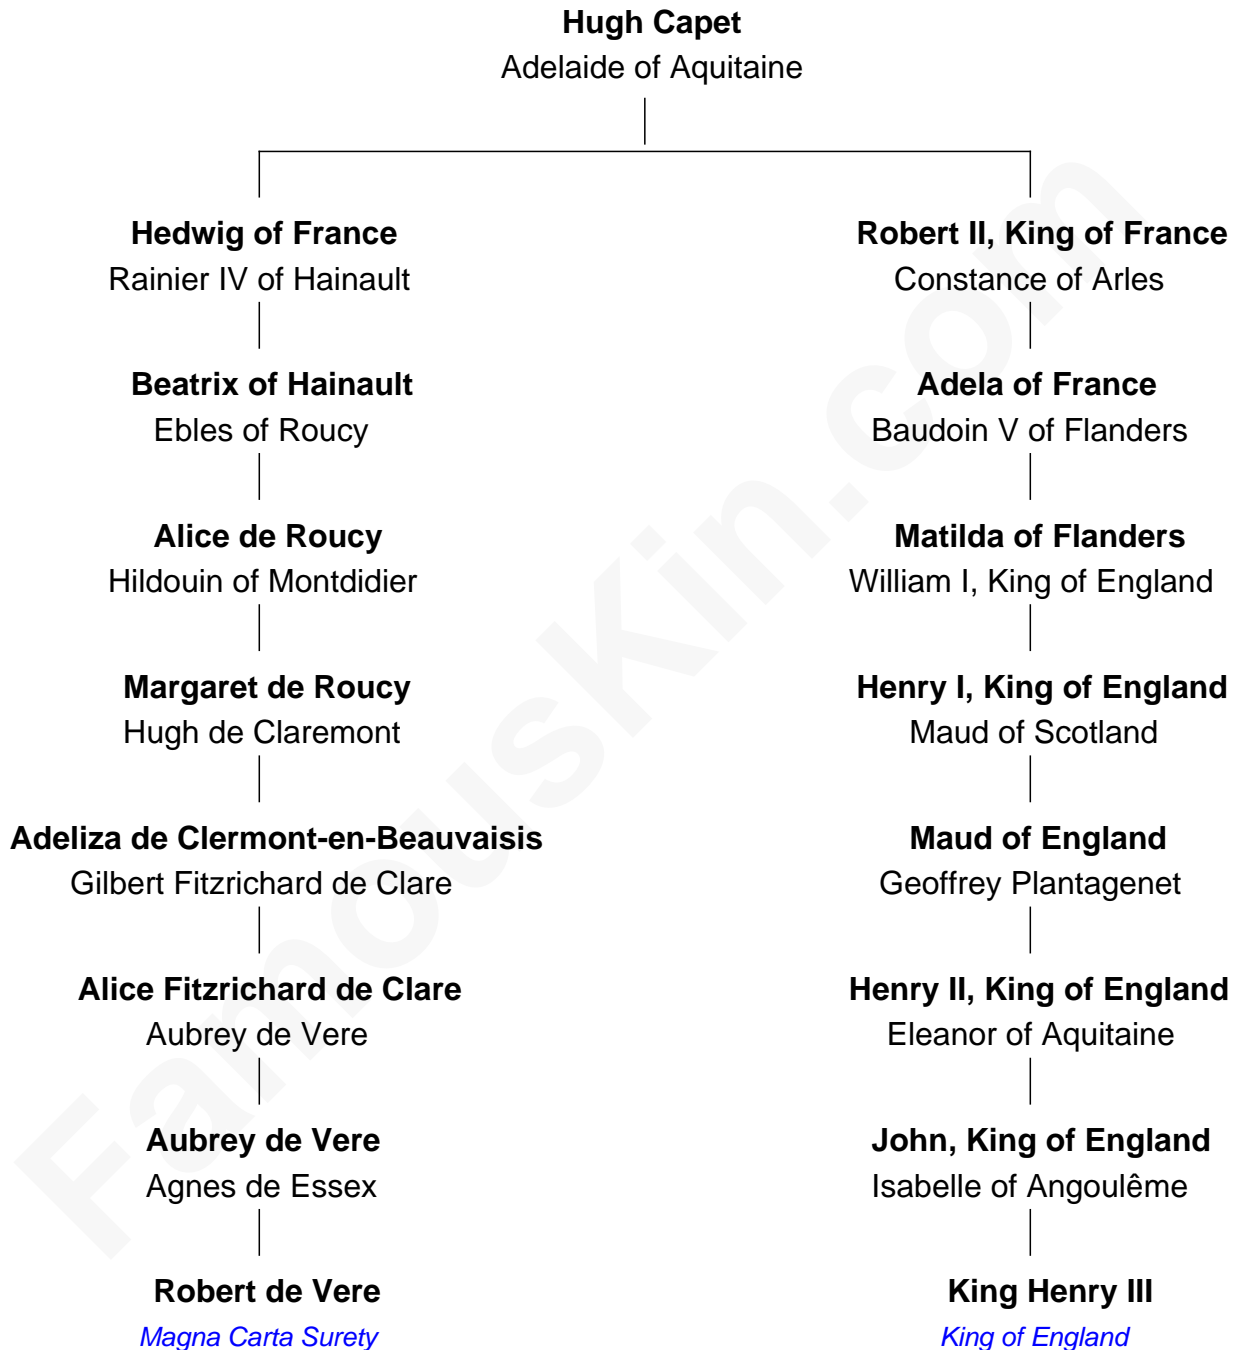 Hugh Capet
Adelaide of Aquitaine
Hedwig of France
Rainier IV of Hainault
Robert II, King of France
Constance of Arles
Beatrix of Hainault
Ebles of Roucy
Adela of France
Baudoin V of Flanders
Alice de Roucy
Hildouin of Montdidier
Matilda of Flanders
William I, King of England
Margaret de Roucy
Hugh de Claremont
Henry I, King of England
Maud of Scotland
Adeliza de Clermont-en-Beauvaisis
Gilbert Fitzrichard de Clare
Maud of England
Geoffrey Plantagenet
Alice Fitzrichard de Clare
Aubrey de Vere
Henry II, King of England
Eleanor of Aquitaine
Aubrey de Vere
Agnes de Essex
John, King of England
Isabelle of Angoulême
Robert de Vere
Magna Carta Surety
King Henry III
King of England
FamousKin.com